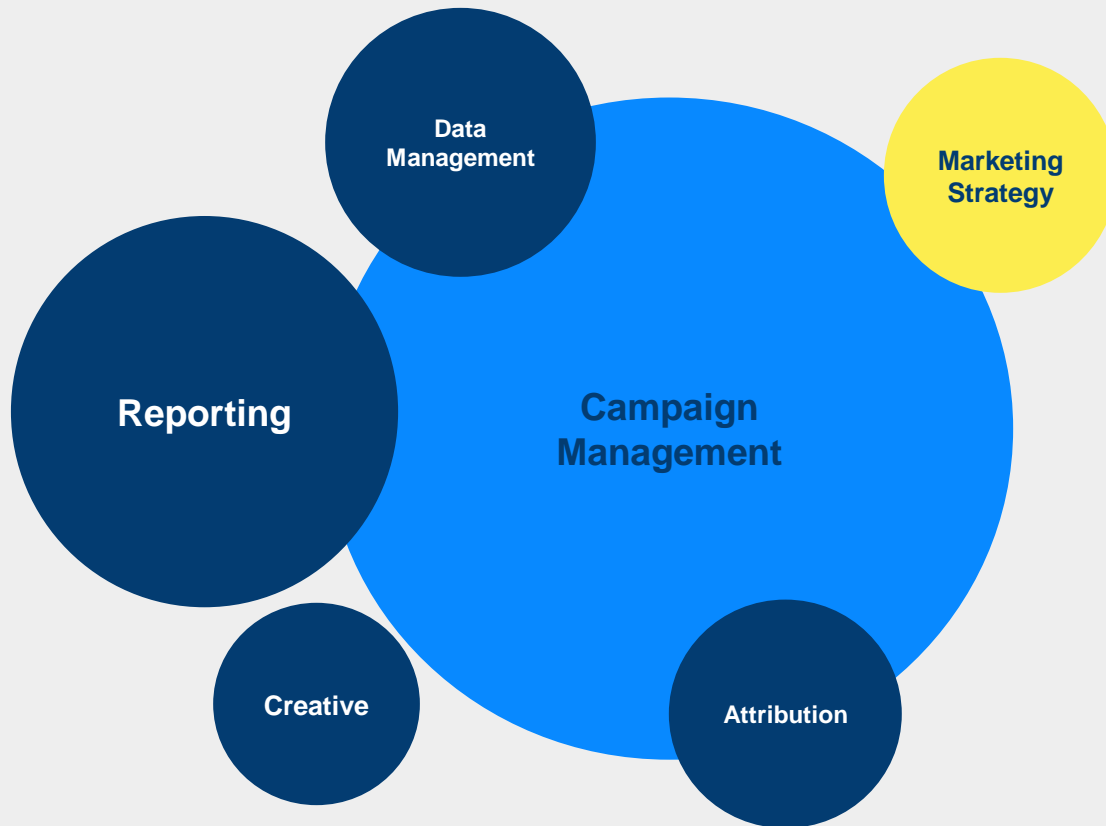 Data
Management
Marketing
Strategy
Reporting
Campaign
Management
Creative
Attribution